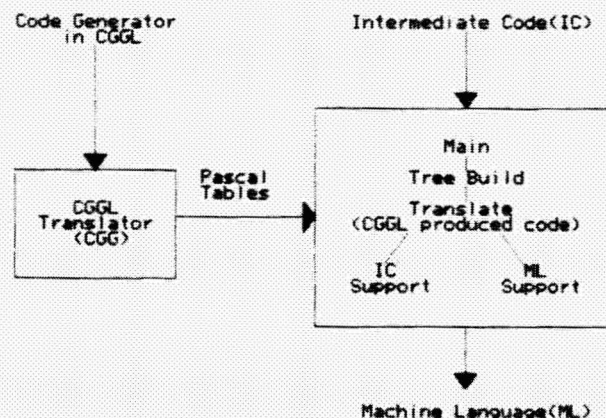 Code Generator
in CGGL
Intermediate Code(IC)
CGGL
Translator
(CGG)
Pascal
Tables
Main
Tree Build
Translate
(CGGL produced code)
IC
Support
ML
Support
Machine Language(ML)